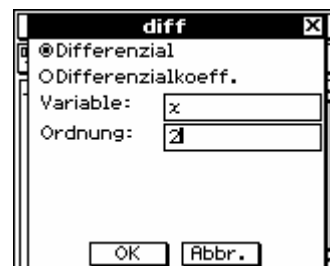 diff
Differenzial
Differenzialkoeff.
Variable: x
Ordnung: 2
OK Abbr.